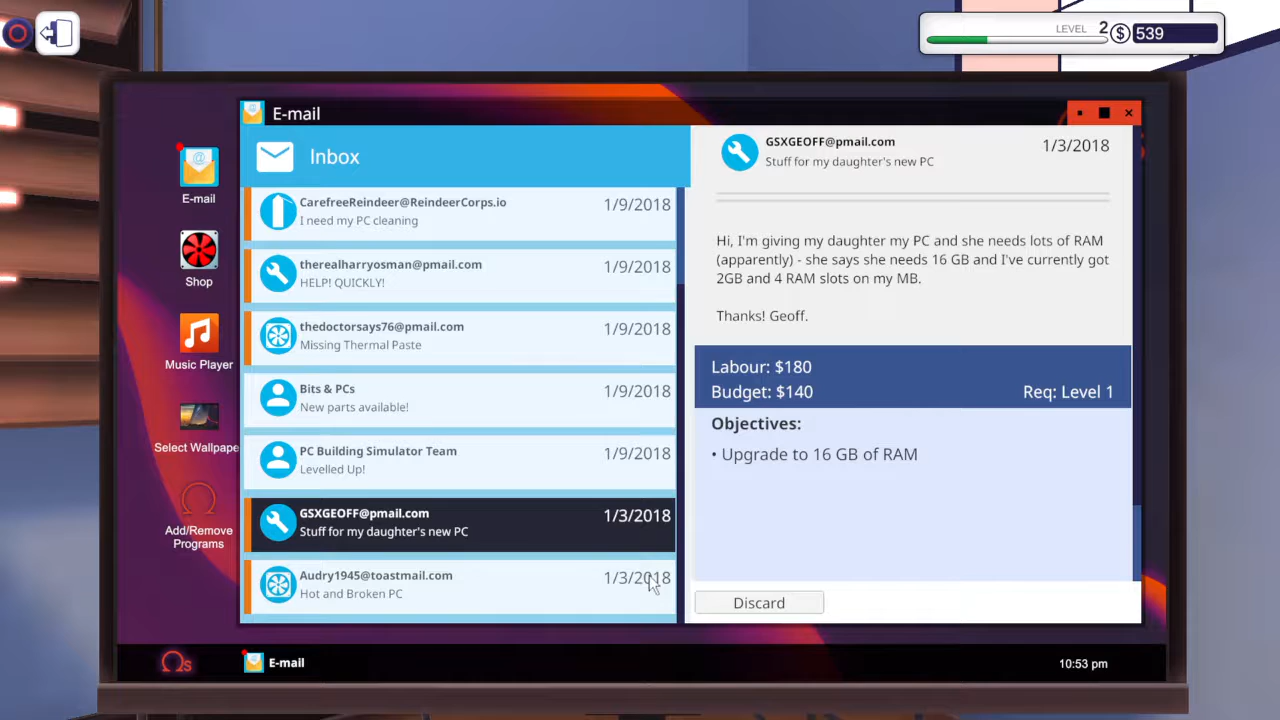 LEVEL 2 $ 539
E-mail
Inbox
CarefreeReindeer@ReindeerCorps.io
I need my PC cleaning
1/9/2018
therealharryosman@pmail.com
HELP! QUICKLY!
1/9/2018
thedoctorsays76@pmail.com
Missing Thermal Paste
1/9/2018
Bits & PCs
New parts available!
1/9/2018
PC Building Simulator Team
Levelled Up!
1/9/2018
GSXGEOFF@pmail.com
Stuff for my daughter's new PC
1/3/2018
Audry1945@toastmail.com
Hot and Broken PC
1/3/2018
GSXGEOFF@pmail.com
Stuff for my daughter's new PC
1/3/2018
Hi, I'm giving my daughter my PC and she needs lots of RAM
(apparently) - she says she needs 16 GB and I've currently got
2GB and 4 RAM slots on my MB.
Thanks! Geoff.
Labour: $180
Budget: $140
Req: Level 1
Objectives:
• Upgrade to 16 GB of RAM
Discard
E-mail
Shop
Music Player
Select Wallpape
Add/Remove
Programs
Ωs
E-mail
10:53 pm